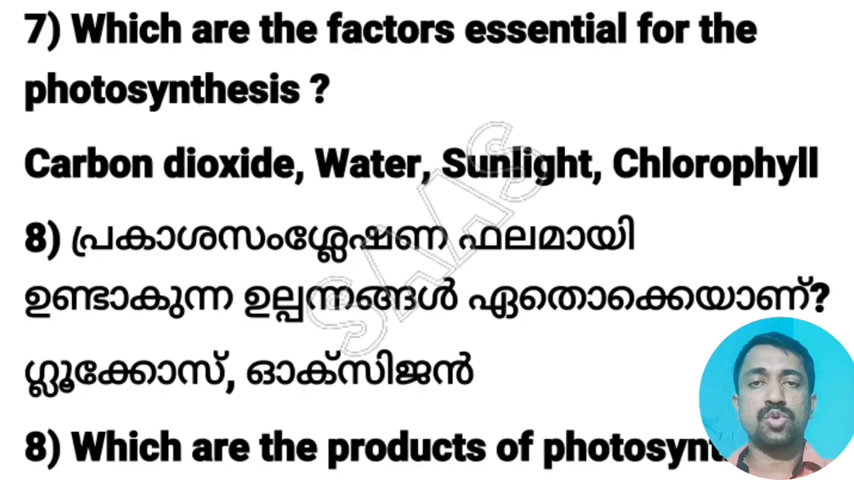 7) Which are the factors essential for the
photosynthesis ?
Carbon dioxide, Water, Sunlight, Chlorophyll
8) പ്രകാശസംശ്ലേഷണ ഫലമായി
ഉണ്ടാകുന്ന ഉല്പന്നങ്ങൾ ഏതൊക്കെയാണ്?
ഗ്ലൂക്കോസ്, ഓക്സിജൻ
8) Which are the products of
SAAS